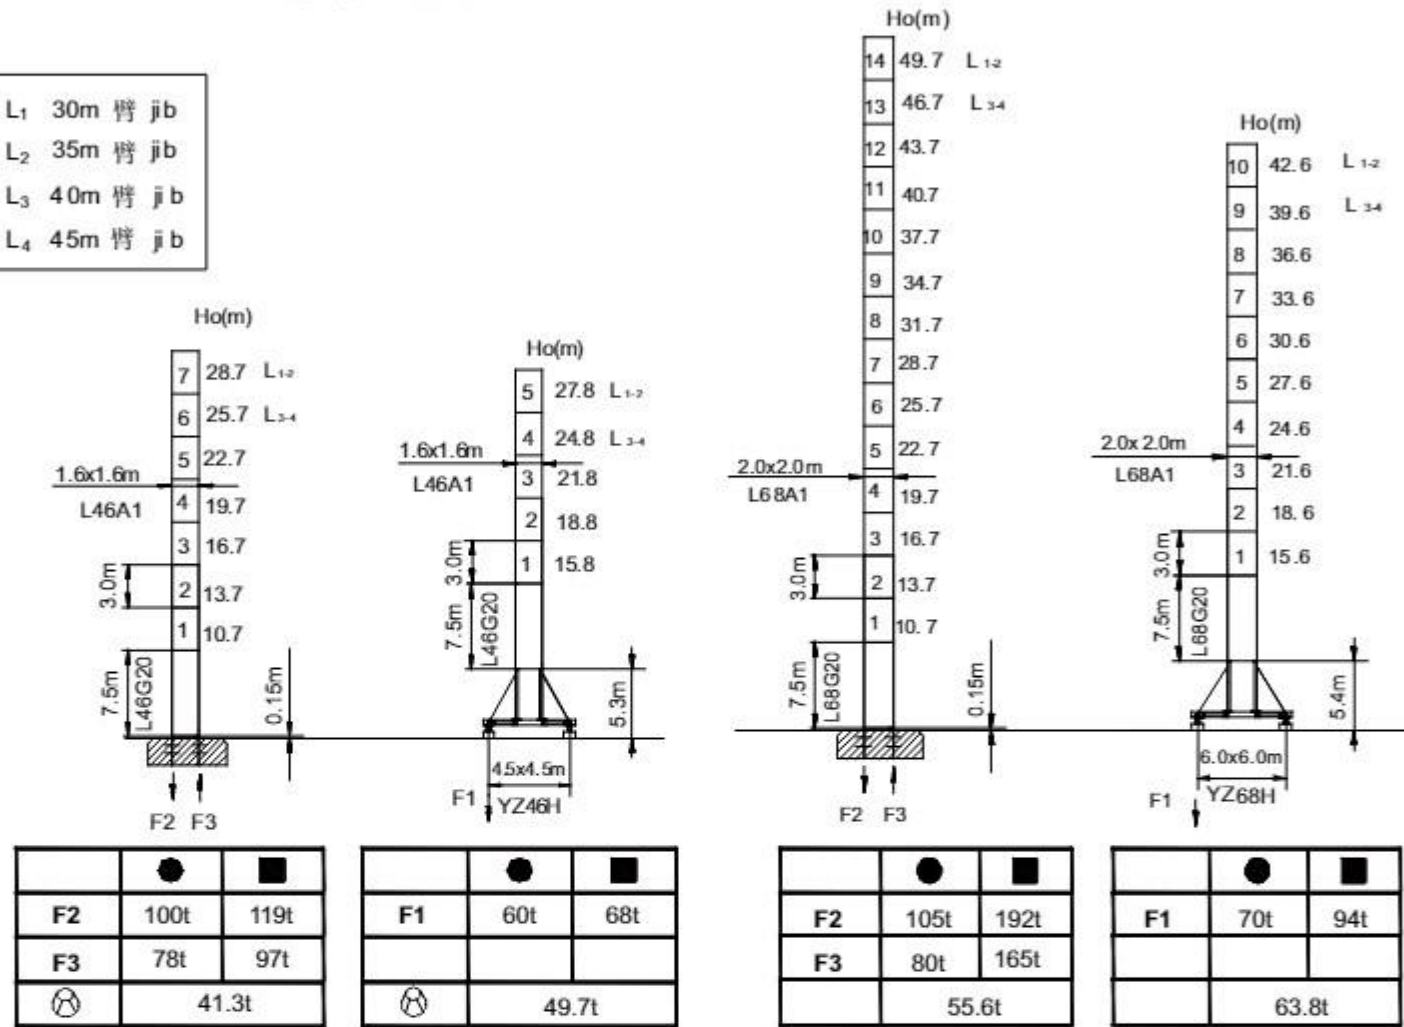 L₁ 30m 臂 jib
L₂ 35m 臂 jib
L₃ 40m 臂 jib
L₄ 45m 臂 jib
Ho(m)
7 28.7 L 1-2
6 25.7 L 3-4
5 22.7
1.6x1.6m
L46A1
4 19.7
3 16.7
3.0m
2 13.7
1 10.7
7.5m
L46G20
0.15m
F2 F3
Ho(m)
5 27.8 L 1-2
4 24.8 L 3-4
1.6x1.6m
L46A1
3 21.8
2 18.8
3.0m
1 15.8
7.5m
L46G20
5.3m
4.5x4.5m
F1
YZ46H
Ho(m)
14 49.7 L 1-2
13 46.7 L 3-4
12 43.7
11 40.7
10 37.7
9 34.7
8 31.7
7 28.7
6 25.7
5 22.7
2.0x2.0m
L68A1
4 19.7
3 16.7
3.0m
2 13.7
1 10.7
7.5m
L68G20
0.15m
F2 F3
Ho(m)
10 42.6 L 1-2
9 39.6 L 3-4
8 36.6
7 33.6
6 30.6
5 27.6
4 24.6
2.0x2.0m
L68A1
3 21.6
2 18.6
3.0m
1 15.6
7.5m
L68G20
5.4m
6.0x6.0m
F1
YZ68H
F2 100t 119t
F3 78t 97t
41.3t
F1 60t 68t
49.7t
F2 105t 192t
F3 80t 165t
55.6t
F1 70t 94t
63.8t